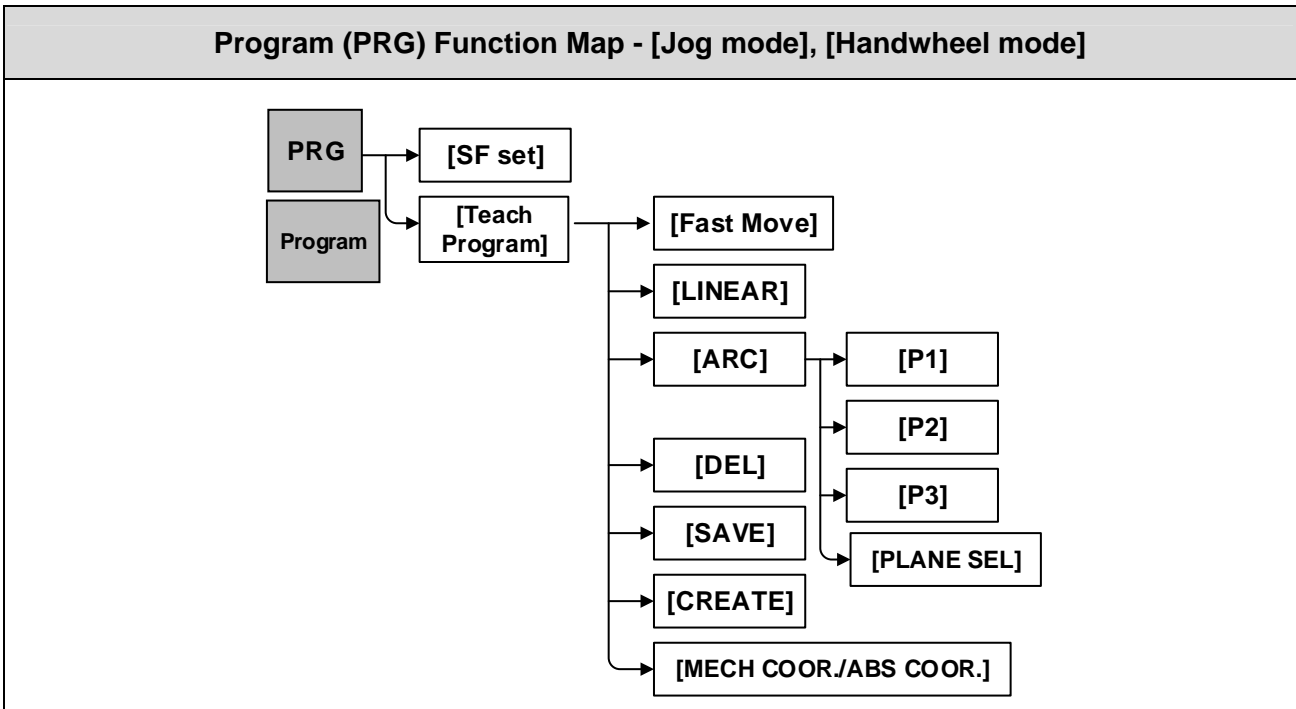 Program (PRG) Function Map - [Jog mode], [Handwheel mode]
PRG
[SF set]
Program
[Teach
Program]
[Fast Move]
[LINEAR]
[ARC]
[P1]
[P2]
[P3]
[PLANE SEL]
[DEL]
[SAVE]
[CREATE]
[MECH COOR./ABS COOR.]